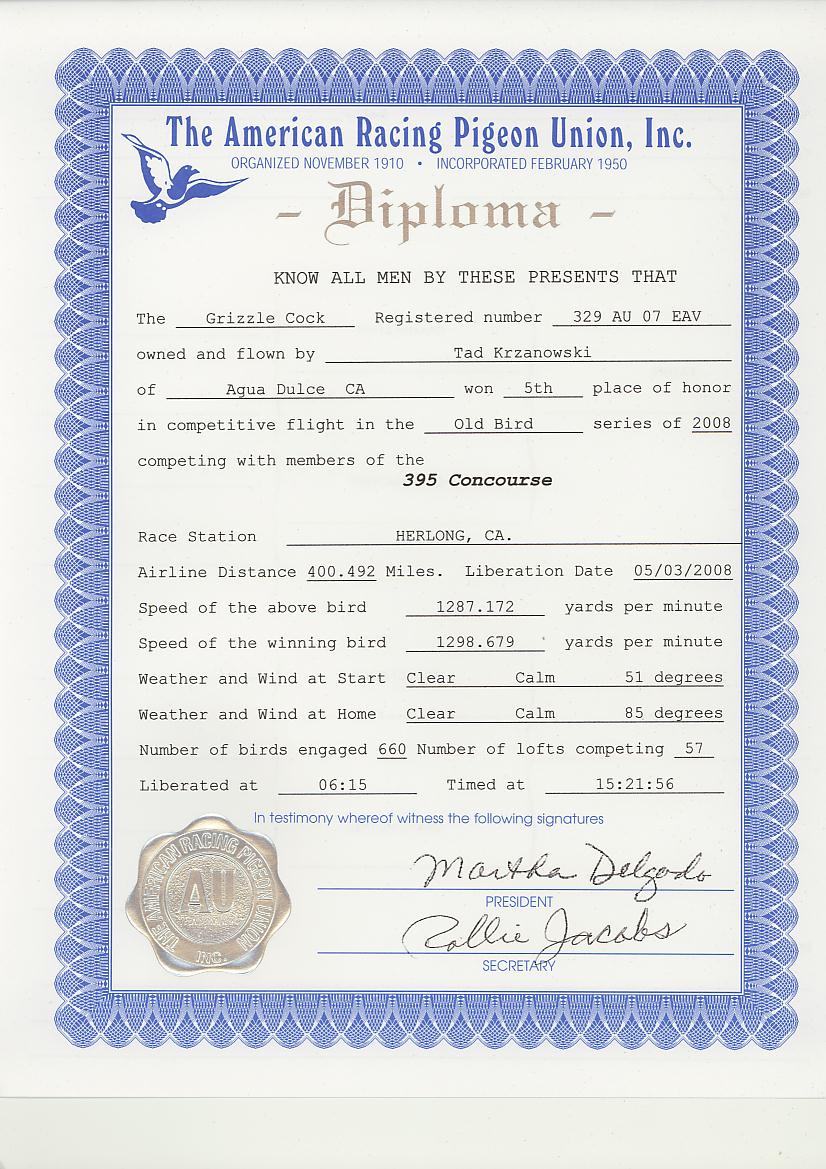 The American Racing Pigeon Union, Inc.
ORGANIZED NOVEMBER 1910 • INCORPORATED FEBRUARY 1950
- Diploma -
KNOW ALL MEN BY THESE PRESENTS THAT
The Grizzle Cock Registered number 329 AU 07 EAV
owned and flown by Tad Krzanowski
of Agua Dulce CA won 5th place of honor
in competitive flight in the Old Bird series of 2008
competing with members of the
395 Concourse
Race Station HERLONG, CA.
Airline Distance 400.492 Miles. Liberation Date 05/03/2008
Speed of the above bird 1287.172 yards per minute
Speed of the winning bird 1298.679 yards per minute
Weather and Wind at Start Clear Calm 51 degrees
Weather and Wind at Home Clear Calm 85 degrees
Number of birds engaged 660 Number of lofts competing 57
Liberated at 06:15 Timed at 15:21:56
In testimony whereof witness the following signatures
Martha Delgado
PRESIDENT
Rollie Jacobs
SECRETARY
THE AMERICAN RACING PIGEON UNION
AU
INC.